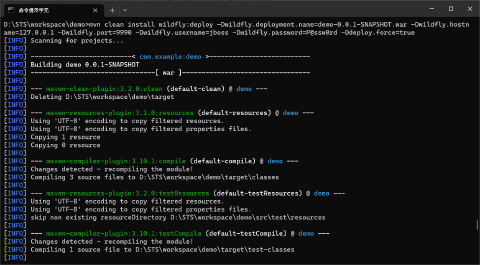 命令提示字元
D:\STS\workspace\demo>mvn clean install wildfly:deploy -Dwildfly.deployment.name=demo-0.0.1-SNAPSHOT.war -Dwildfly.hostn
ame=127.0.0.1 -Dwildfly.port=9990 -Dwildfly.username=jboss -Dwildfly.password=P@ssw0rd -Ddeploy.force=true
[INFO] Scanning for projects...
[INFO]
[INFO] --------------------------< com.example:demo >--------------------------
[INFO] Building demo 0.0.1-SNAPSHOT
[INFO] --------------------------------[ war ]---------------------------------
[INFO]
[INFO] --- maven-clean-plugin:3.2.0:clean (default-clean) @ demo ---
[INFO] Deleting D:\STS\workspace\demo\target
[INFO]
[INFO] --- maven-resources-plugin:3.2.0:resources (default-resources) @ demo ---
[INFO] Using 'UTF-8' encoding to copy filtered resources.
[INFO] Using 'UTF-8' encoding to copy filtered properties files.
[INFO] Copying 1 resource
[INFO] Copying 0 resource
[INFO]
[INFO] --- maven-compiler-plugin:3.10.1:compile (default-compile) @ demo ---
[INFO] Changes detected - recompiling the module!
[INFO] Compiling 3 source files to D:\STS\workspace\demo\target\classes
[INFO]
[INFO] --- maven-resources-plugin:3.2.0:testResources (default-testResources) @ demo ---
[INFO] Using 'UTF-8' encoding to copy filtered resources.
[INFO] Using 'UTF-8' encoding to copy filtered properties files.
[INFO] skip non existing resourceDirectory D:\STS\workspace\demo\src\test\resources
[INFO]
[INFO] --- maven-compiler-plugin:3.10.1:testCompile (default-testCompile) @ demo ---
[INFO] Changes detected - recompiling the module!
[INFO] Compiling 1 source file to D:\STS\workspace\demo\target\test-classes
[INFO]